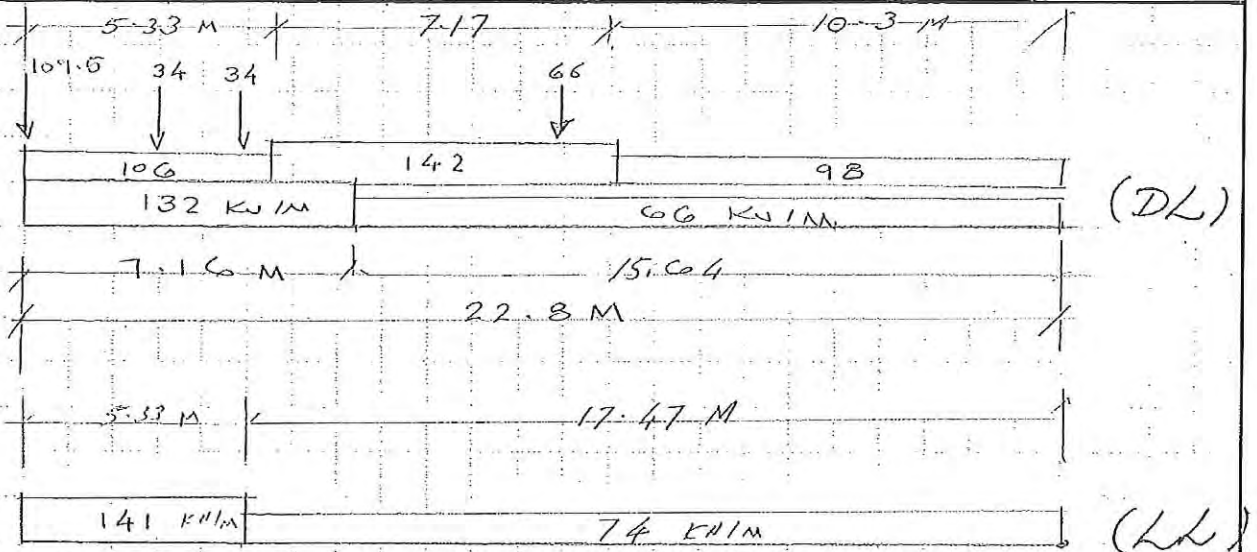 5.33 M 7.17 10.3 M
109.5 34 34 66
106 142 98
132 KN/M 66 KN/M (DL)
7.16 M 15.64
22.8 M
5.33 M 17.47 M
141 KN/M 74 KN/M (LL)